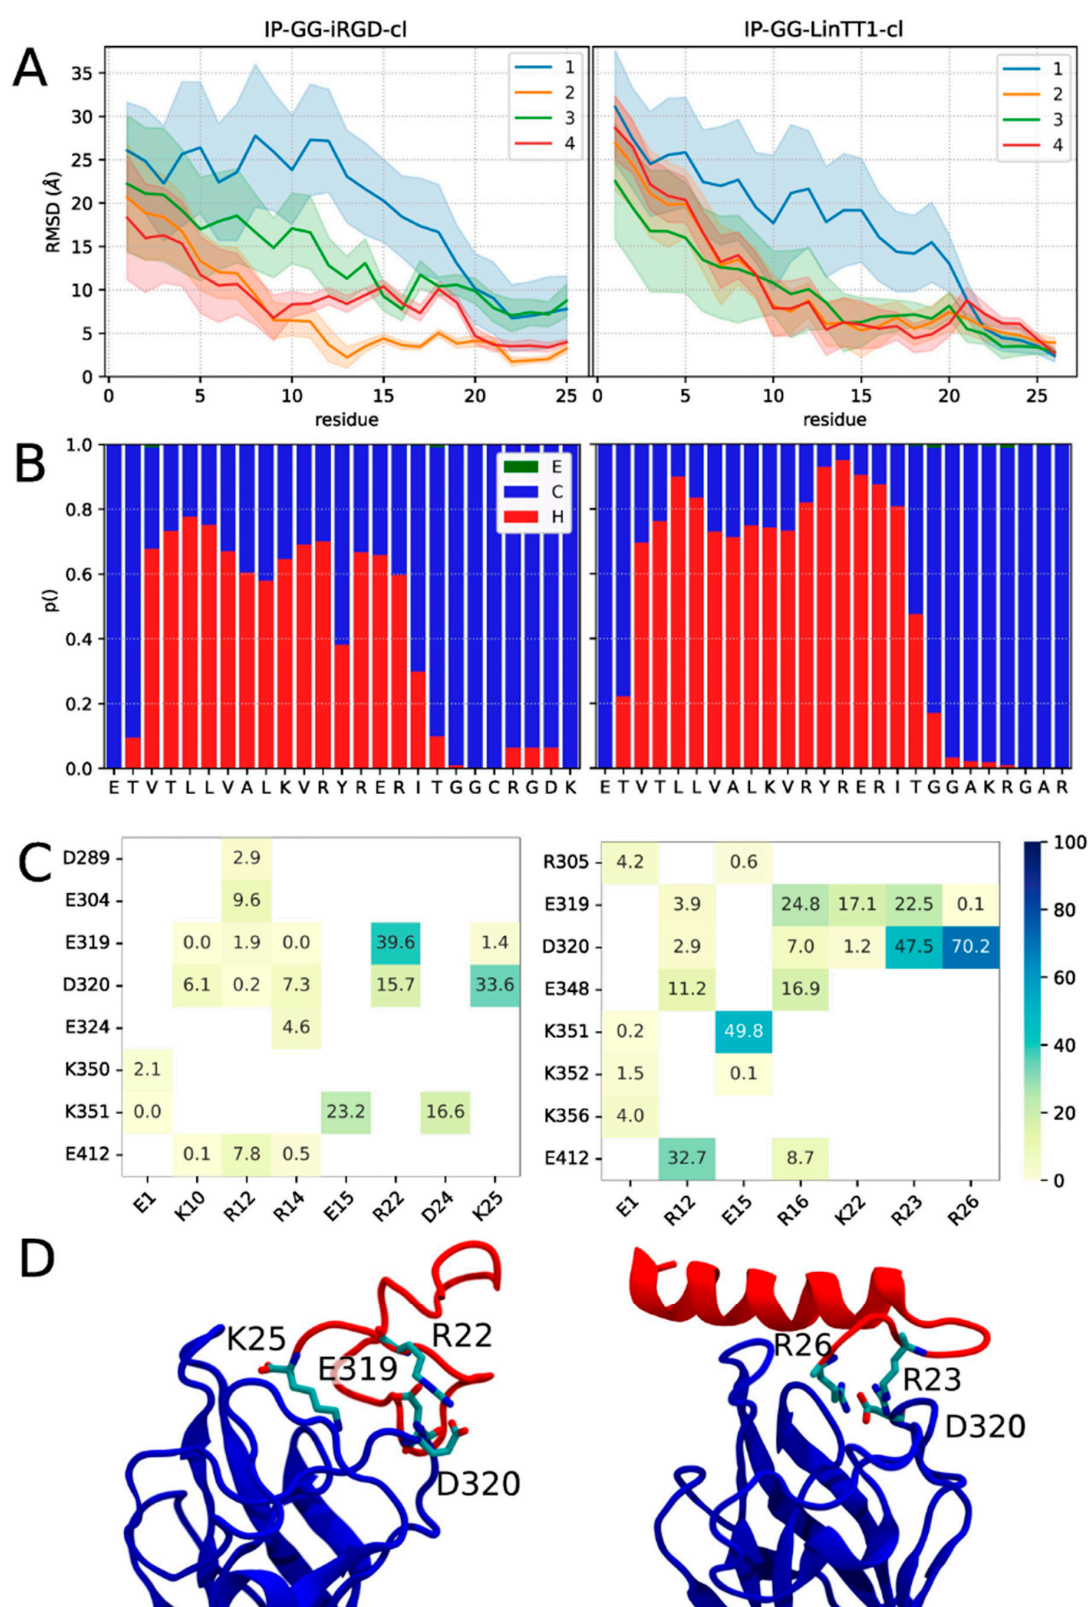 IP-GG-iRGD-cl IP-GG-LinTT1-cl
A
RMSD (Å)
35
30
25
20
15
10
5
0
1
2
3
4
1
2
3
4
0 5 10 15 20 25 0 5 10 15 20 25
residue residue
B
p()
1.0
0.8
0.6
0.4
0.2
0.0
E
C
H
E T V T L L V A L K V R Y R E R I T G G C R G D K
E T V T L L V A L K V R Y R E R I T G G A K R G A R
C
D289 2.9
E304 9.6
E319 0.0 1.9 0.0 39.6 1.4
D320 6.1 0.2 7.3 15.7 33.6
E324 4.6
K350 2.1
K351 0.0 23.2 16.6
E412 0.1 7.8 0.5
E1 K10 R12 R14 E15 R22 D24 K25
R305 4.2 0.6
E319 3.9 24.8 17.1 22.5 0.1
D320 2.9 7.0 1.2 47.5 70.2
E348 11.2 16.9
K351 0.2 49.8
K352 1.5 0.1
K356 4.0
E412 32.7 8.7
E1 R12 E15 R16 K22 R23 R26
100
80
60
40
20
0
D
K25 R22
E319
D320
R26
R23
D320